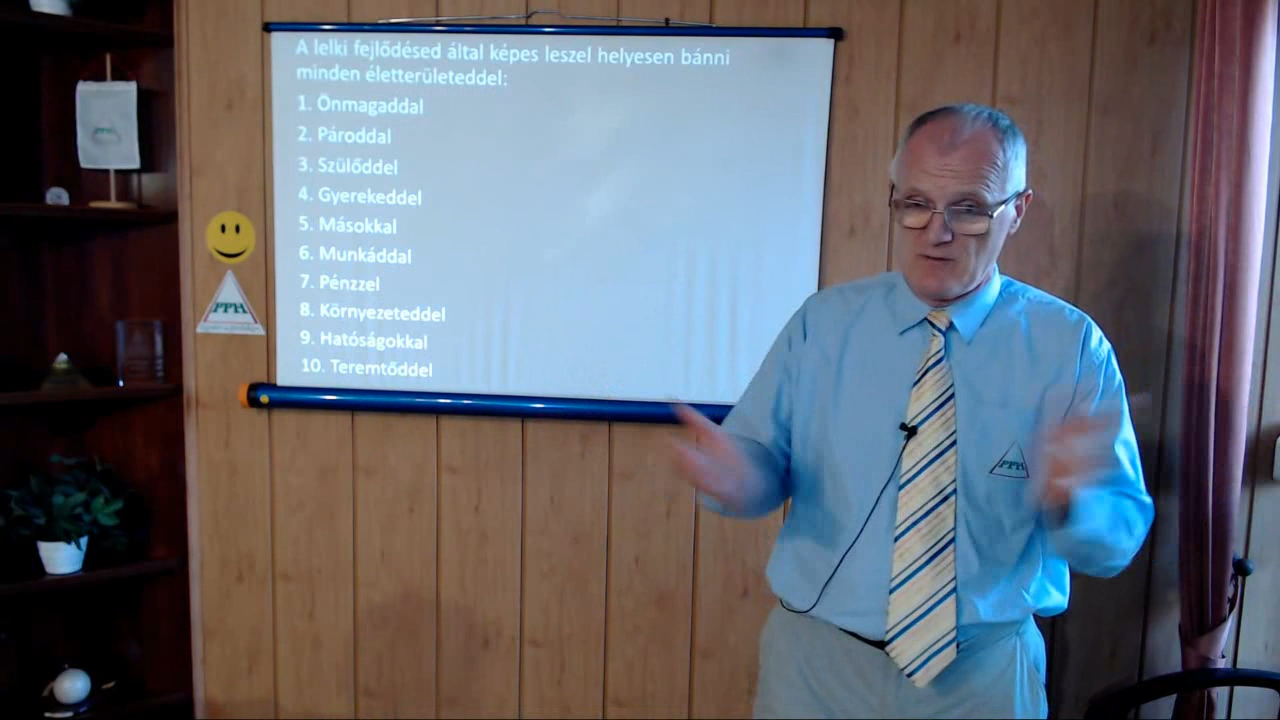 A lelki fejlődésed által képes leszel helyesen bánni
minden életterületeddel:
1. Önmagaddal
2. Pároddal
3. Szülőddel
4. Gyerekeddel
5. Másokkal
6. Munkáddal
7. Pénzzel
8. Környezeteddel
9. Hatóságokkal
10. Teremtőddel
PPH
PPH